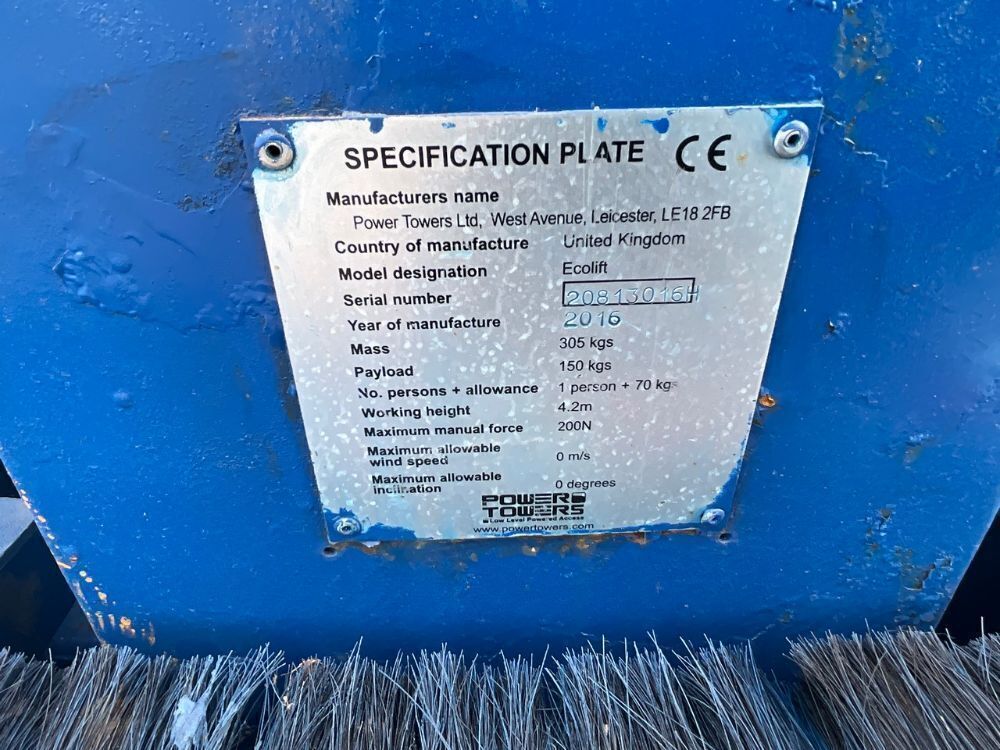 SPECIFICATION PLATE CE
Manufacturers name
Power Towers Ltd, West Avenue, Leicester, LE18 2FB
Country of manufacture United Kingdom
Model designation Ecolift
Serial number 20813016H
Year of manufacture 2016
Mass 305 kgs
Payload 150 kgs
No. persons + allowance 1 person + 70 kgs
Working height 4.2m
Maximum manual force 200N
Maximum allowable
wind speed 0 m/s
Maximum allowable
inclination 0 degrees
POWER
TOWERS
Low Level Powered Access
www.powertowers.com